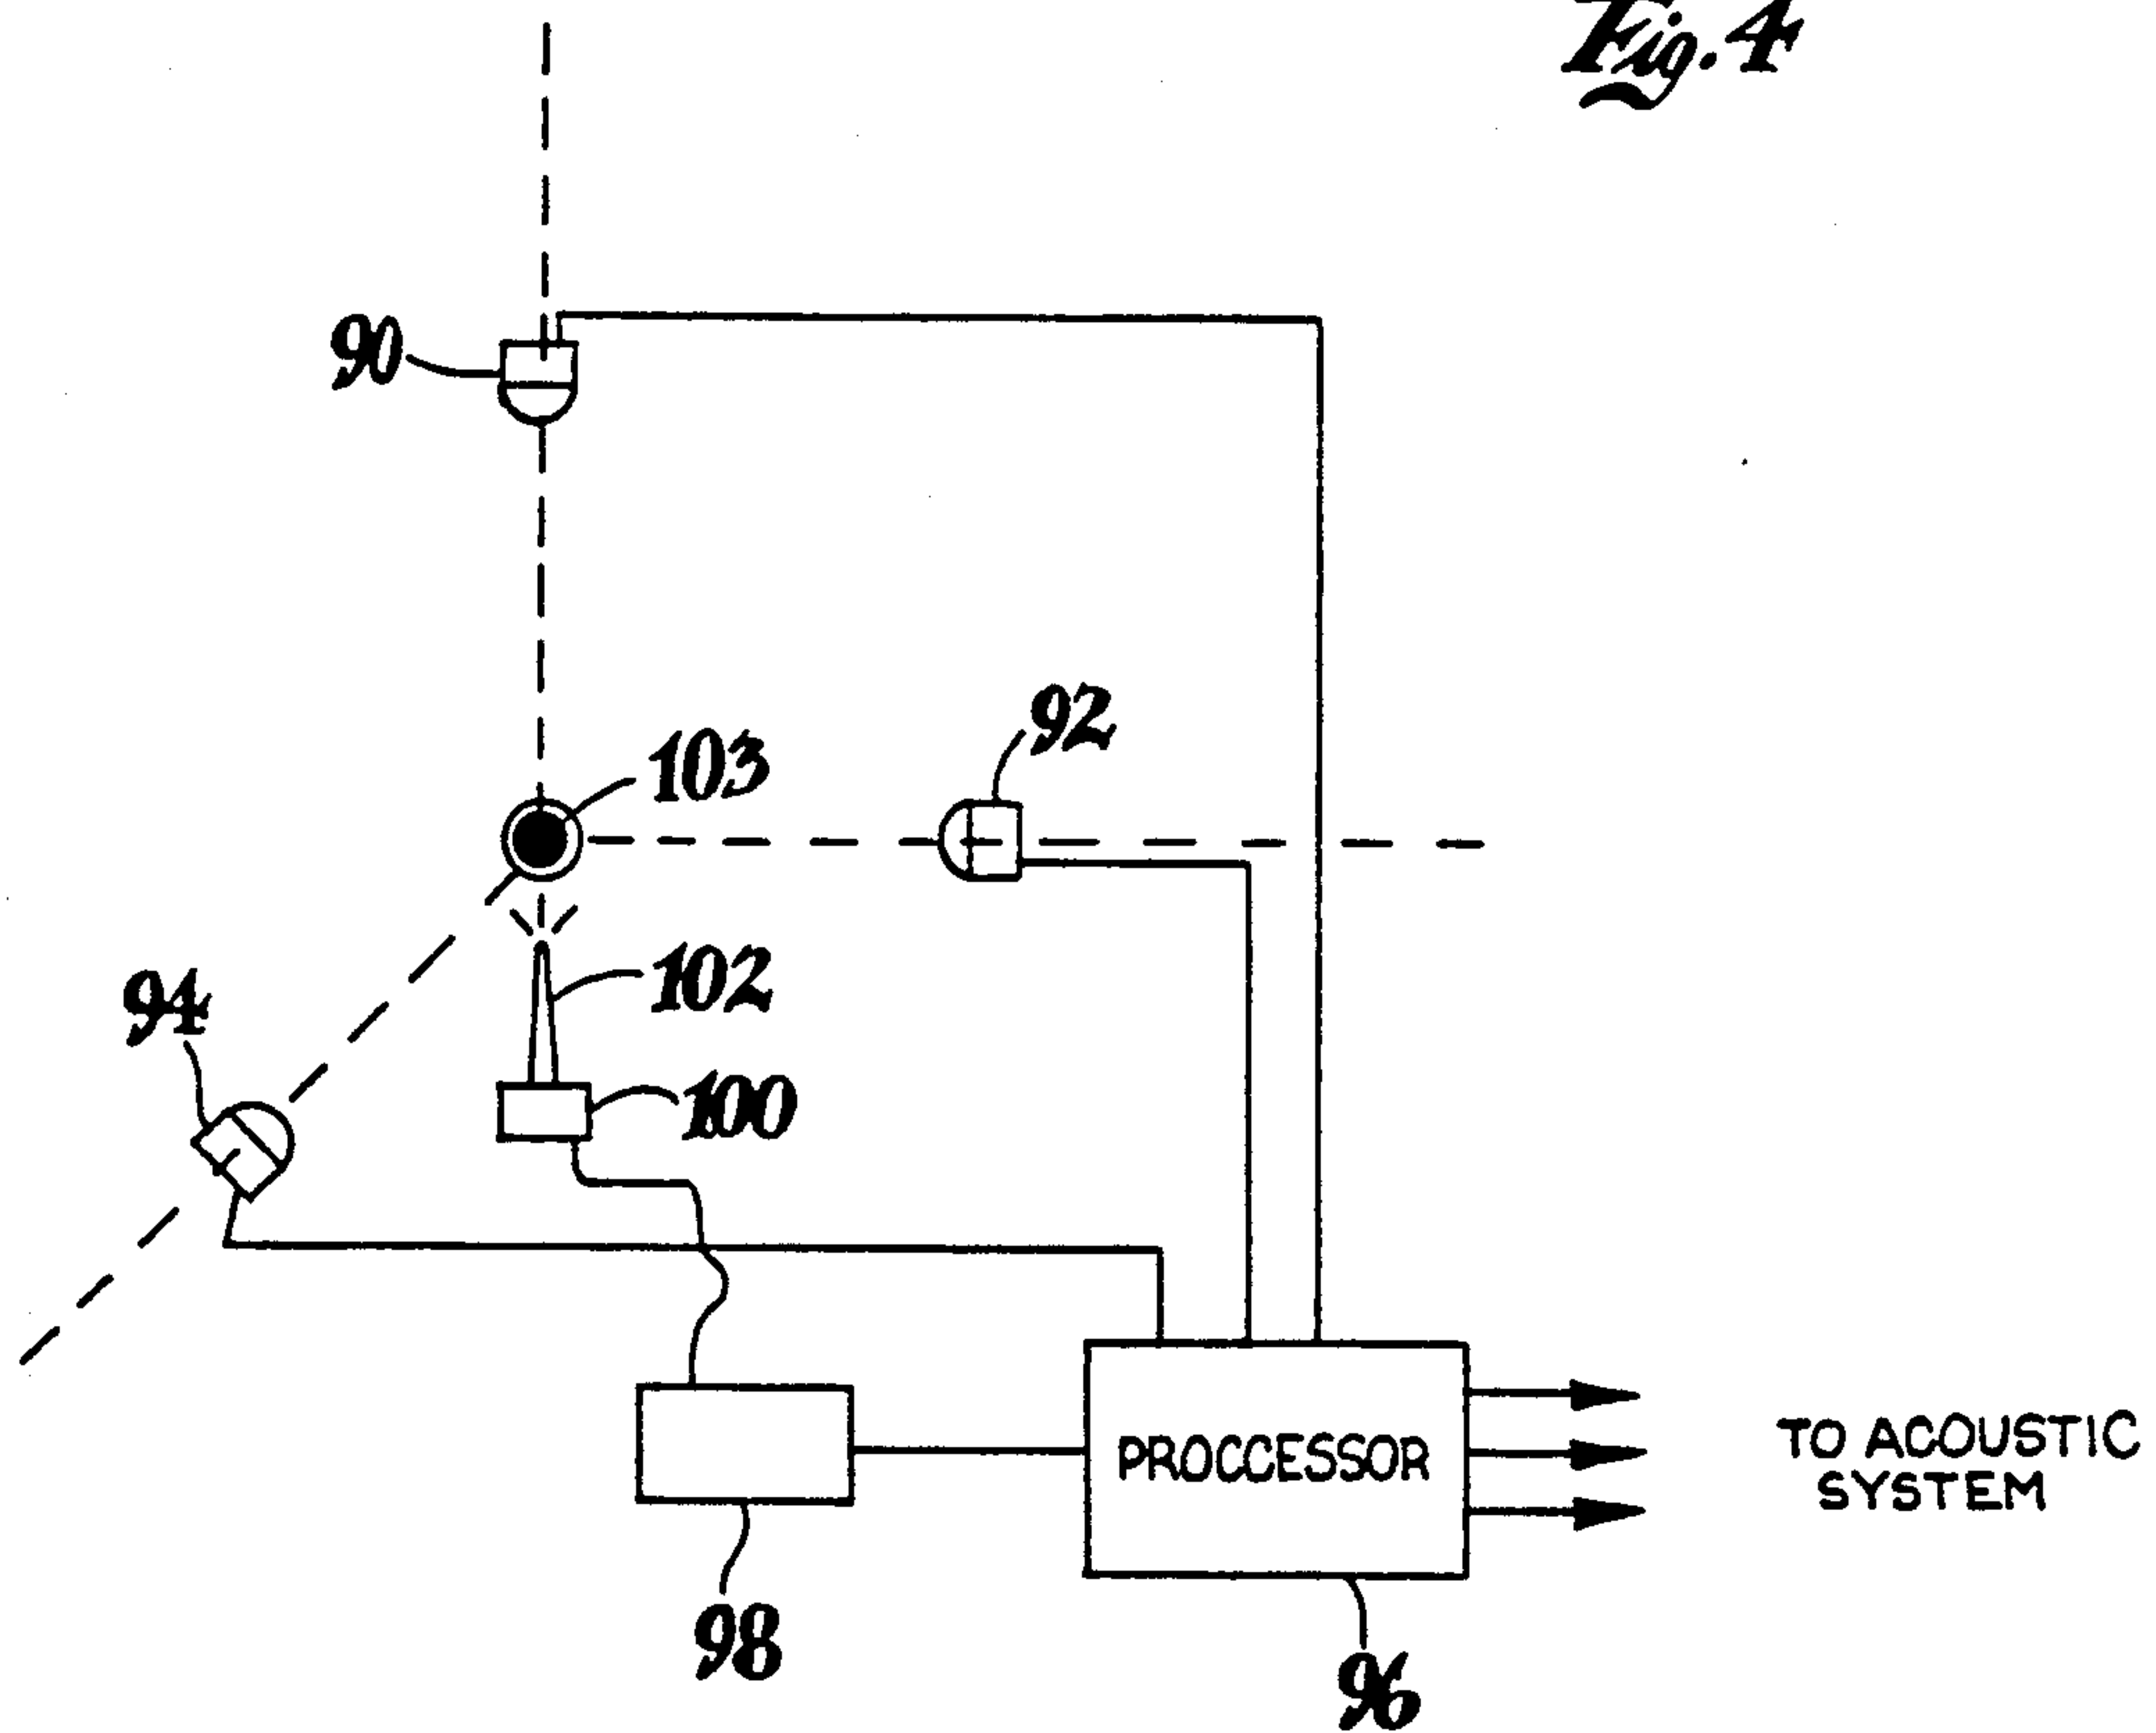 Fig. 4
90
92
103
102
94
100
PROCCESSOR
TO ACOUSTIC
SYSTEM
98
96